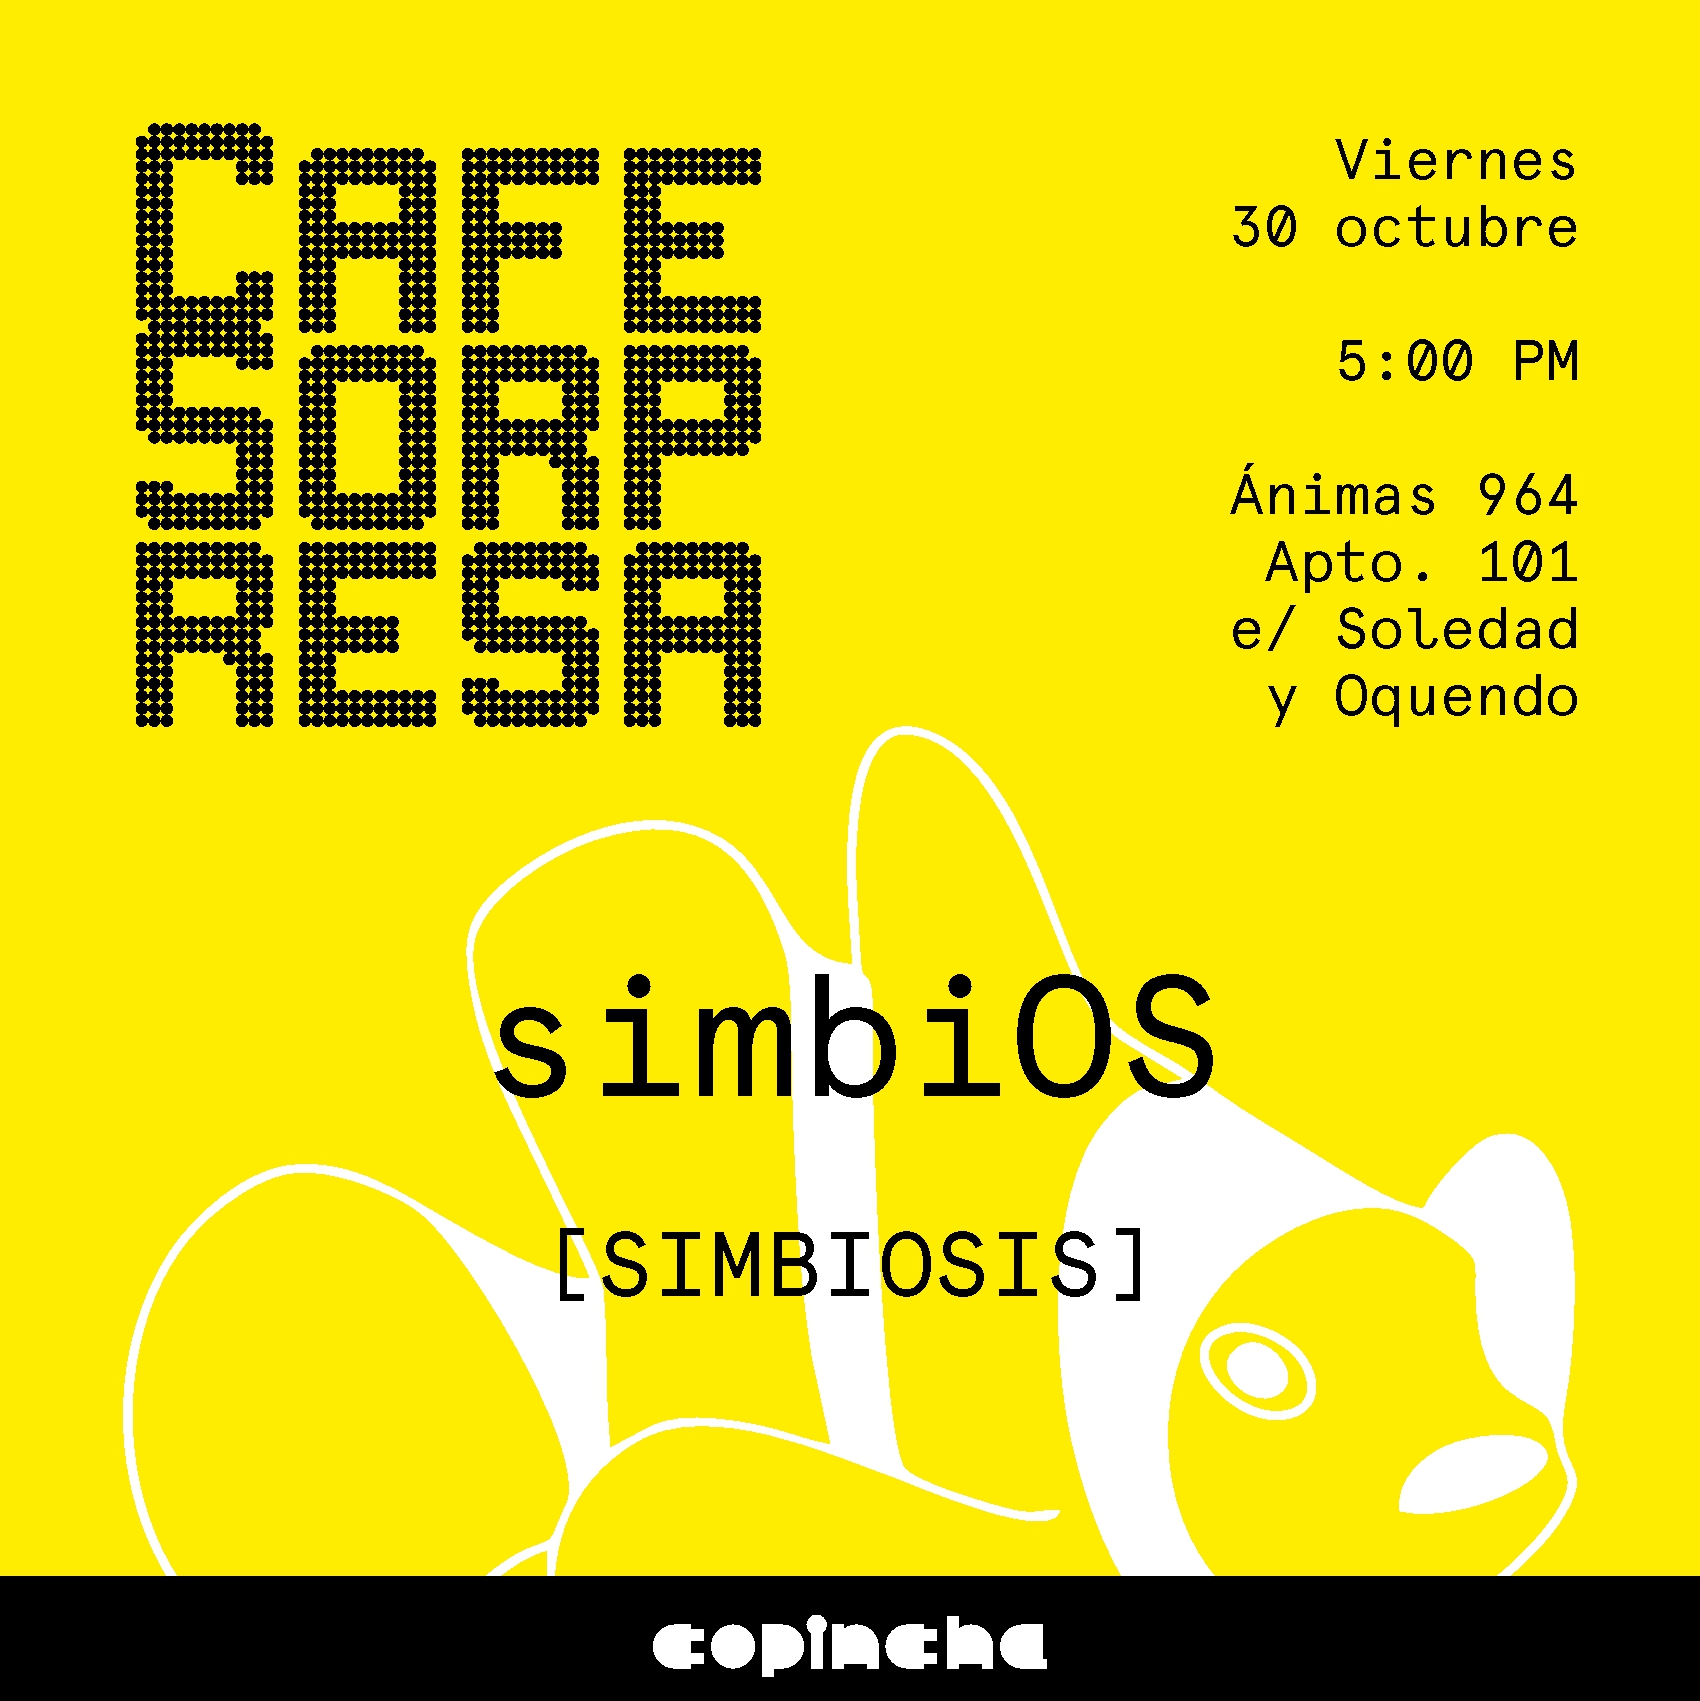 CAFE
SORP
RESA
Viernes
30 octubre
5:00 PM
Ánimas 964
Apto. 101
e/ Soledad
y Oquendo
simbiOS
[SIMBIOSIS]
copincha